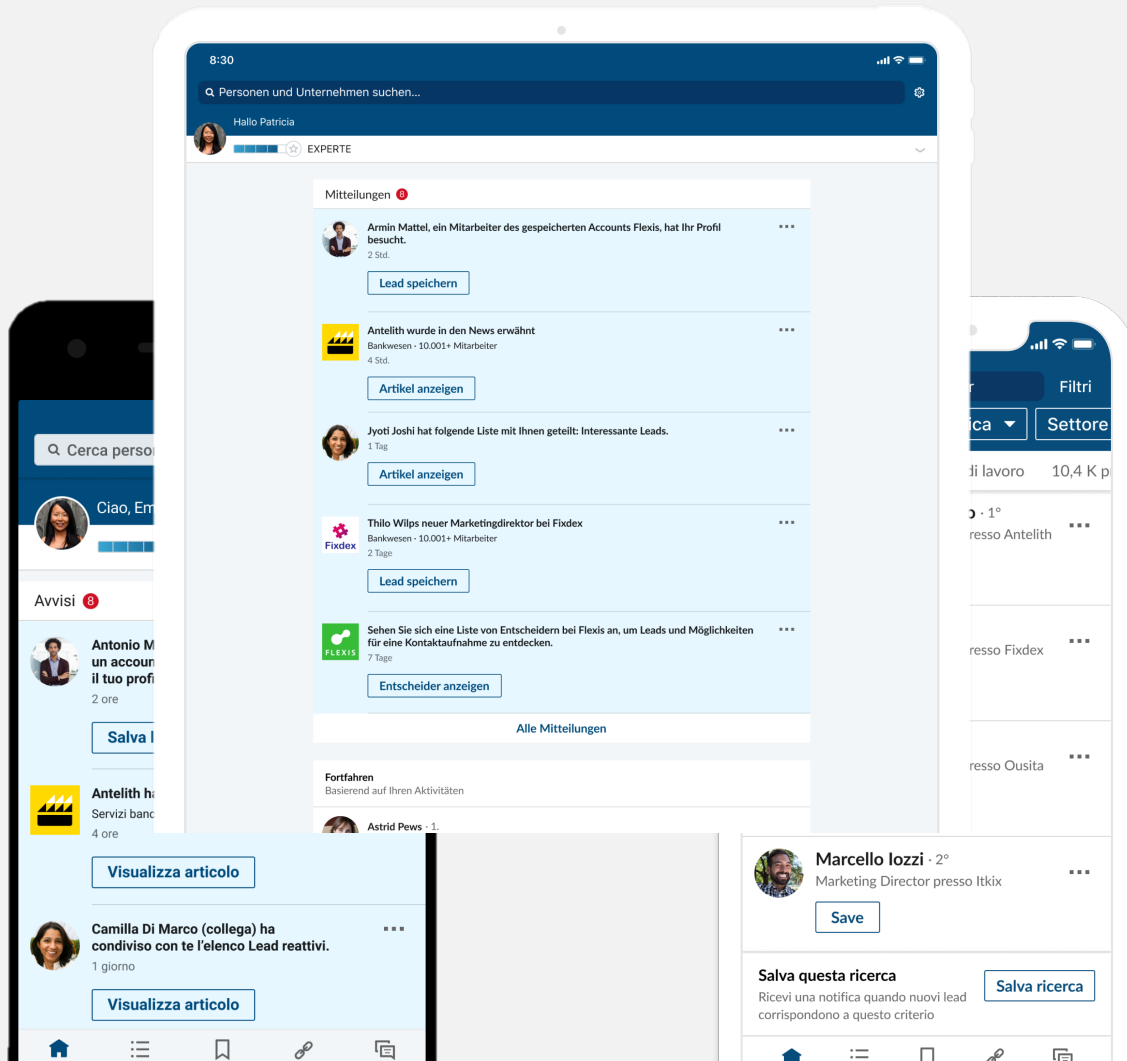 8:30
Personen und Unternehmen suchen...
Hallo Patricia
EXPERTE
Mitteilungen 8
Armin Mattel, ein Mitarbeiter des gespeicherten Accounts Flexis, hat Ihr Profil
besucht.
2 Std.
Lead speichern
Antelith wurde in den News erwähnt
Bankwesen · 10.001+ Mitarbeiter
4 Std.
Artikel anzeigen
Jyoti Joshi hat folgende Liste mit Ihnen geteilt: Interessante Leads.
1 Tag
Artikel anzeigen
Fixdex
Thilo Wilps neuer Marketingdirektor bei Fixdex
Bankwesen · 10.001+ Mitarbeiter
2 Tage
Lead speichern
FLEXIS
Sehen Sie sich eine Liste von Entscheidern bei Flexis an, um Leads und Möglichkeiten
für eine Kontaktaufnahme zu entdecken.
7 Tage
Entscheider anzeigen
Alle Mitteilungen
Fortfahren
Basierend auf Ihren Aktivitäten
Astrid Pews · 1.
Cerca perso
Ciao, Em
Avvisi 8
Antonio M
un accoun
il tuo profi
2 ore
Salva l
Antelith ha
Servizi banc
4 ore
Visualizza articolo
Camilla Di Marco (collega) ha
condiviso con te l'elenco Lead reattivi.
1 giorno
Visualizza articolo
Filtri
ica
Settore
di lavoro 10,4 K p
· 1°
resso Antelith
resso Fixdex
resso Ousita
Marcello Iozzi · 2°
Marketing Director presso Itkix
Save
Salva questa ricerca
Ricevi una notifica quando nuovi lead
corrispondono a questo criterio
Salva ricerca